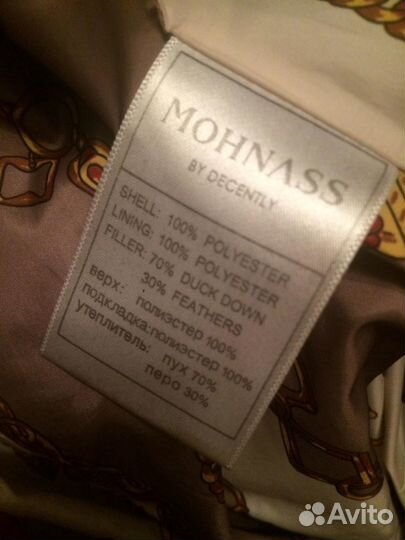 MOHNASS
BY DECENTLY
SHELL: 100% POLYESTER
LINING: 100% POLYESTER
FILLER: 70% DUCK DOWN
30% FEATHERS
верх: полиэстер 100%
подкладка:полиэстер 100%
утеплитель: пух 70%
перо 30%
Avito